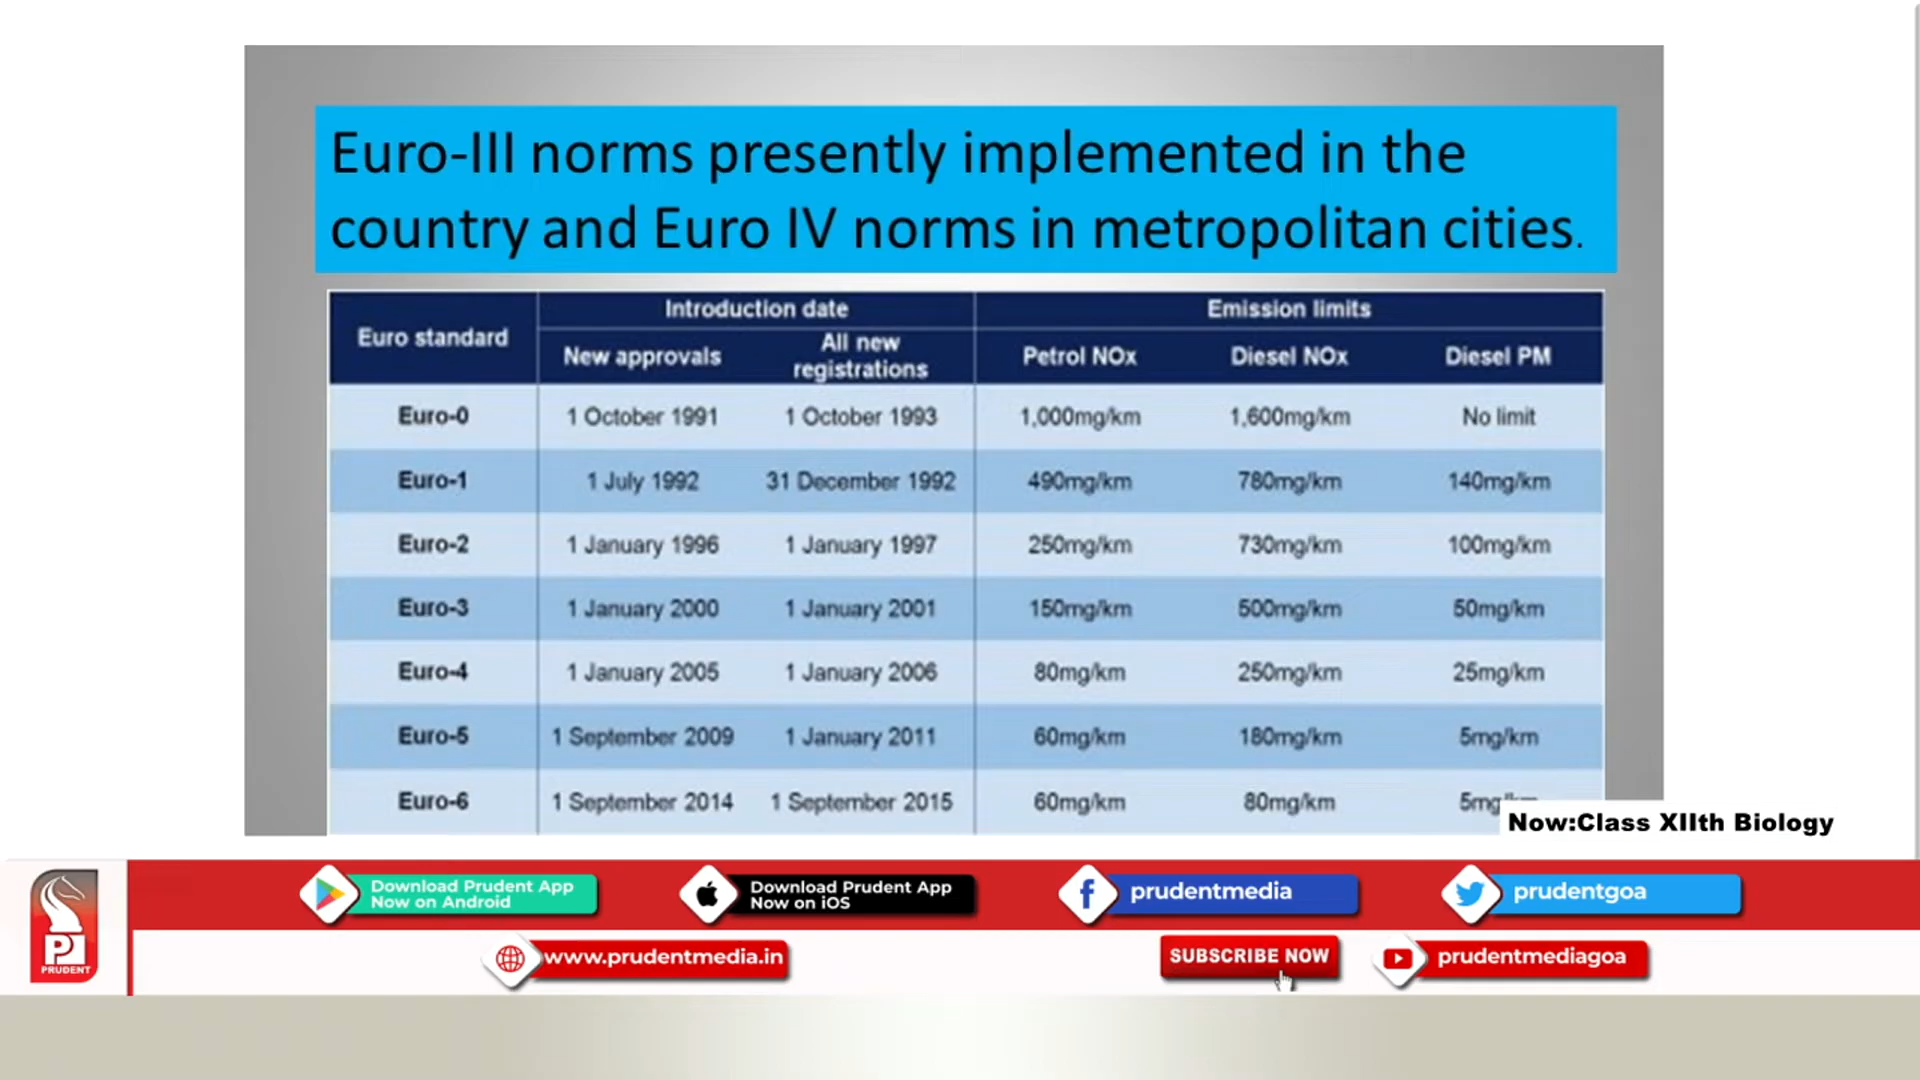 Euro-III norms presently implemented in the
country and Euro IV norms in metropolitan cities.
Euro standard Introduction date Emission limits
New approvals All new registrations Petrol NOx Diesel NOx Diesel PM
Euro-0 1 October 1991 1 October 1993 1,000mg/km 1,600mg/km No limit
Euro-1 1 July 1992 31 December 1992 490mg/km 780mg/km 140mg/km
Euro-2 1 January 1996 1 January 1997 250mg/km 730mg/km 100mg/km
Euro-3 1 January 2000 1 January 2001 150mg/km 500mg/km 50mg/km
Euro-4 1 January 2005 1 January 2006 80mg/km 250mg/km 25mg/km
Euro-5 1 September 2009 1 January 2011 60mg/km 180mg/km 5mg/km
Euro-6 1 September 2014 1 September 2015 60mg/km 80mg/km
Now:Class XIIth Biology
Download Prudent App
Now on Android
Download Prudent App
Now on iOS
prudentmedia
prudentgoa
PRUDENT
www.prudentmedia.in
SUBSCRIBE NOW
prudentmediagoa